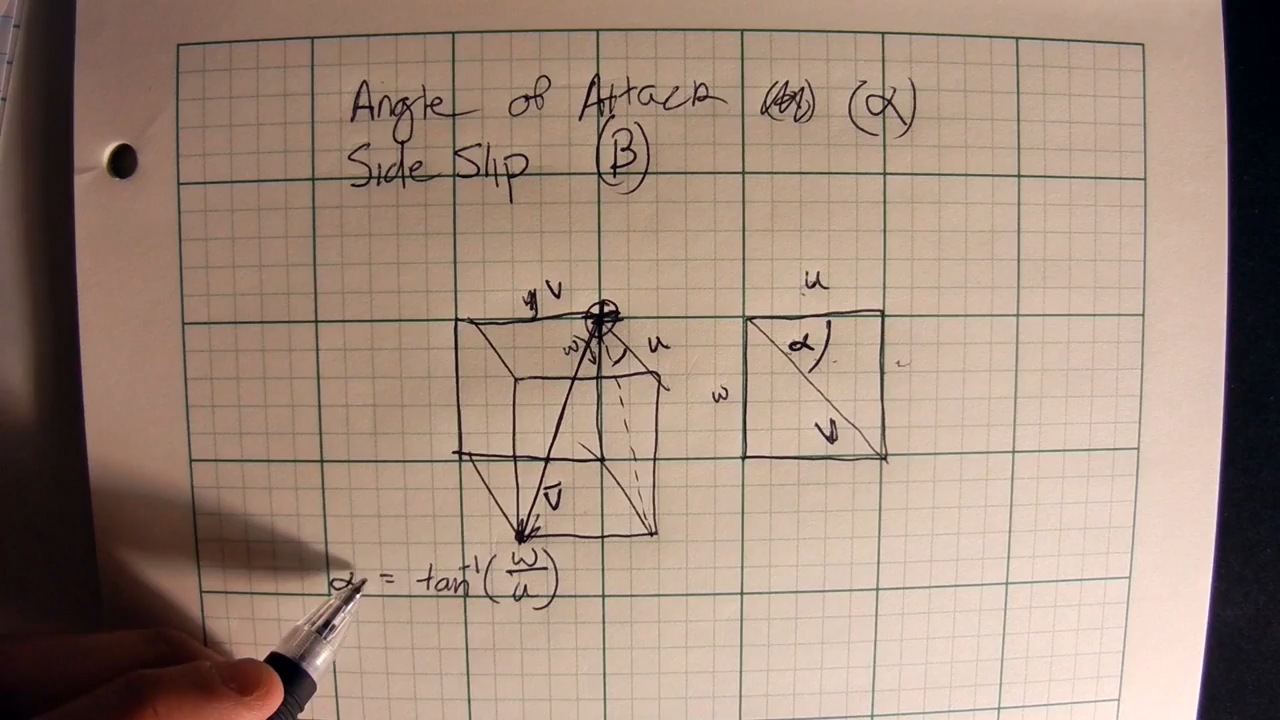 Angle of Attack (α)
Side Slip (β)
v
u
w
V̅
u
α
w
V
α = tan⁻¹(w/u)